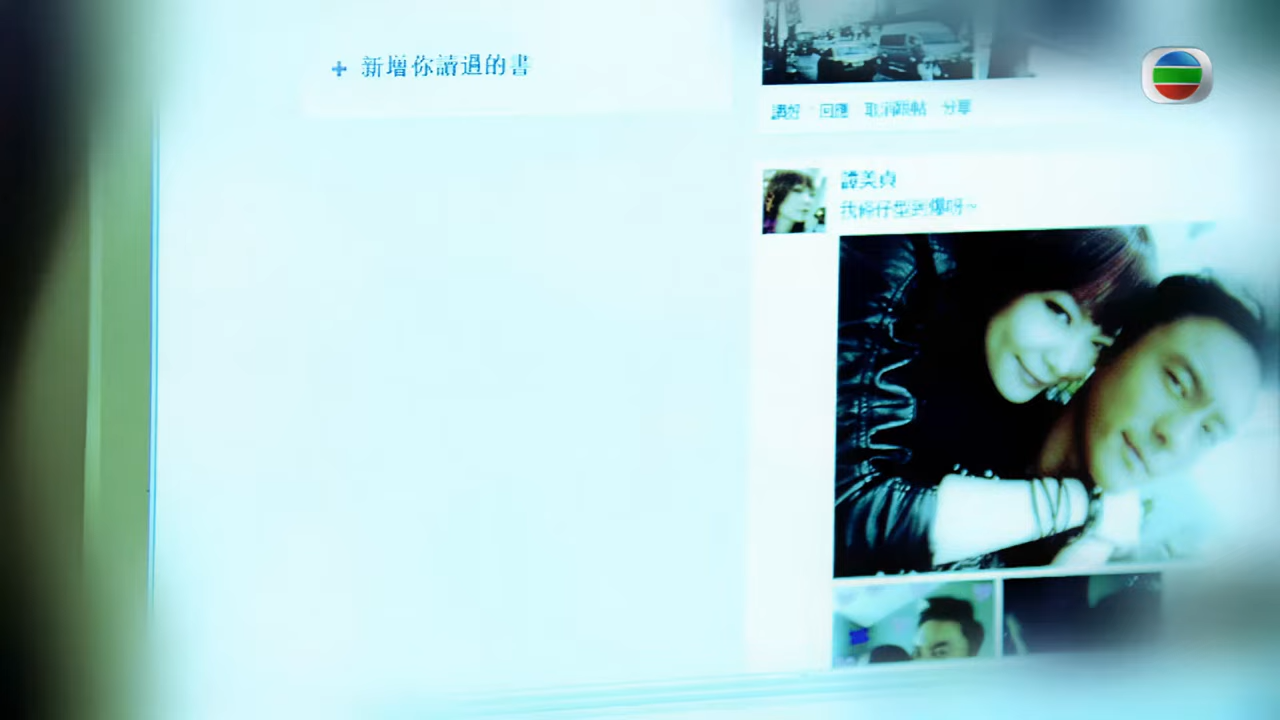 + 新增你讀過的書
讚好 · 回應 · 取消跟帖 · 分享
譚美貞
我條仔型到爆呀~